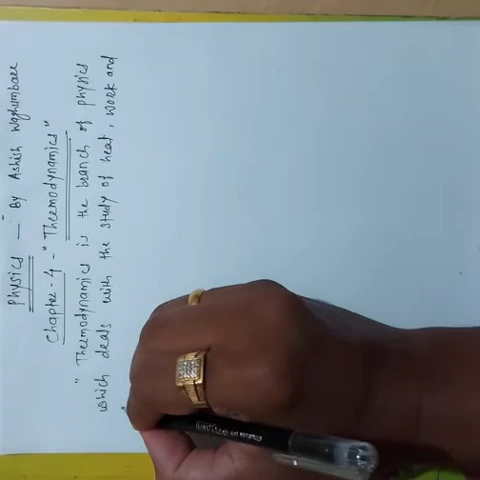 Physics — By Ashish Waghumbare
Chapter-4 - "Thermodynamics"
"Thermodynamics is the branch of physics
which deals with the study of heat, work and